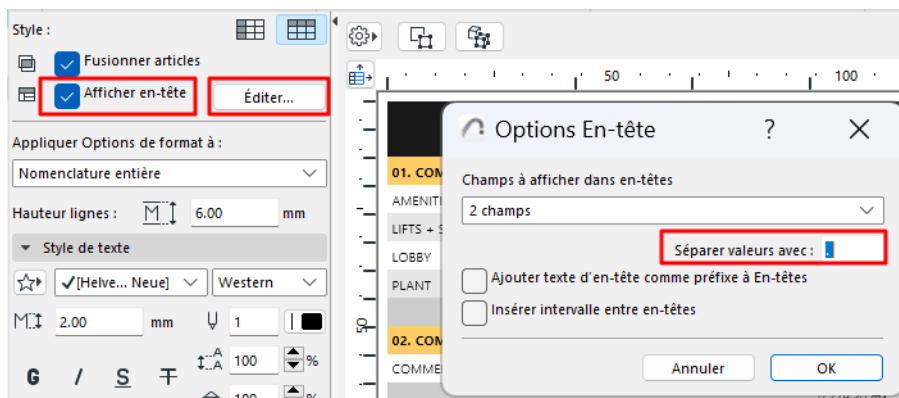 Style :
Fusionner articles
Afficher en-tête
Éditer...
Appliquer Options de format à :
Nomenclature entière
Hauteur lignes : M 6.00 mm
Style de texte
[Helve... Neue] Western
M 2.00 mm 1
A A 100 %
G I S T
100 %
50 100
50
01. COM
AMENITI
LIFTS + S
LOBBY
PLANT
02. COM
COMME
Options En-tête ? X
Champs à afficher dans en-têtes
2 champs
Séparer valeurs avec : .
Ajouter texte d'en-tête comme préfixe à En-têtes
Insérer intervalle entre en-têtes
Annuler OK